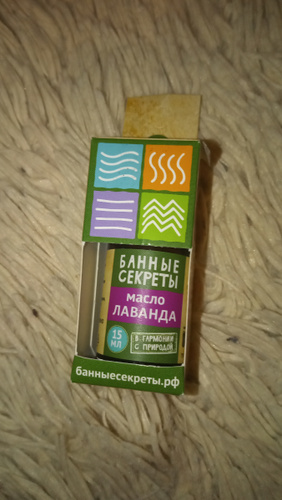 БАННЫЕ
СЕКРЕТЫ
масло
ЛАВАНДА
15
МЛ
В ГАРМОНИИ
С ПРИРОДОЙ
банныесекреты.рф